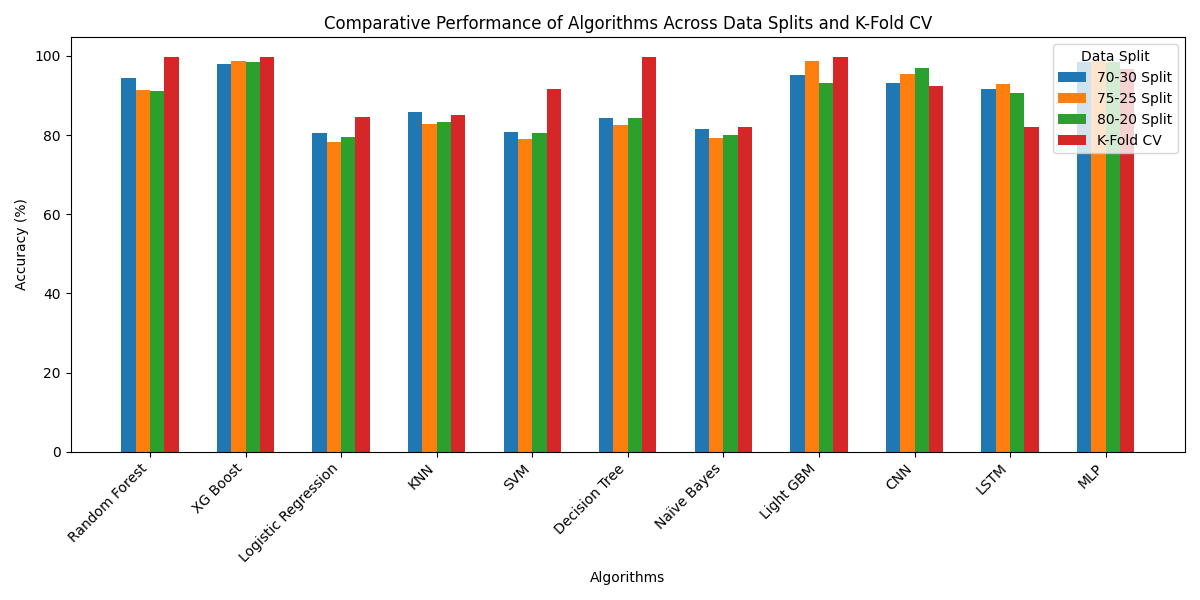 Comparative Performance of Algorithms Across Data Splits and K-Fold CV
Accuracy (%)
100
80
60
40
20
0
Data Split
70-30 Split
75-25 Split
80-20 Split
K-Fold CV
Random Forest
XG Boost
Logistic Regression
KNN
SVM
Decision Tree
Naïve Bayes
Light GBM
CNN
LSTM
MLP
Algorithms